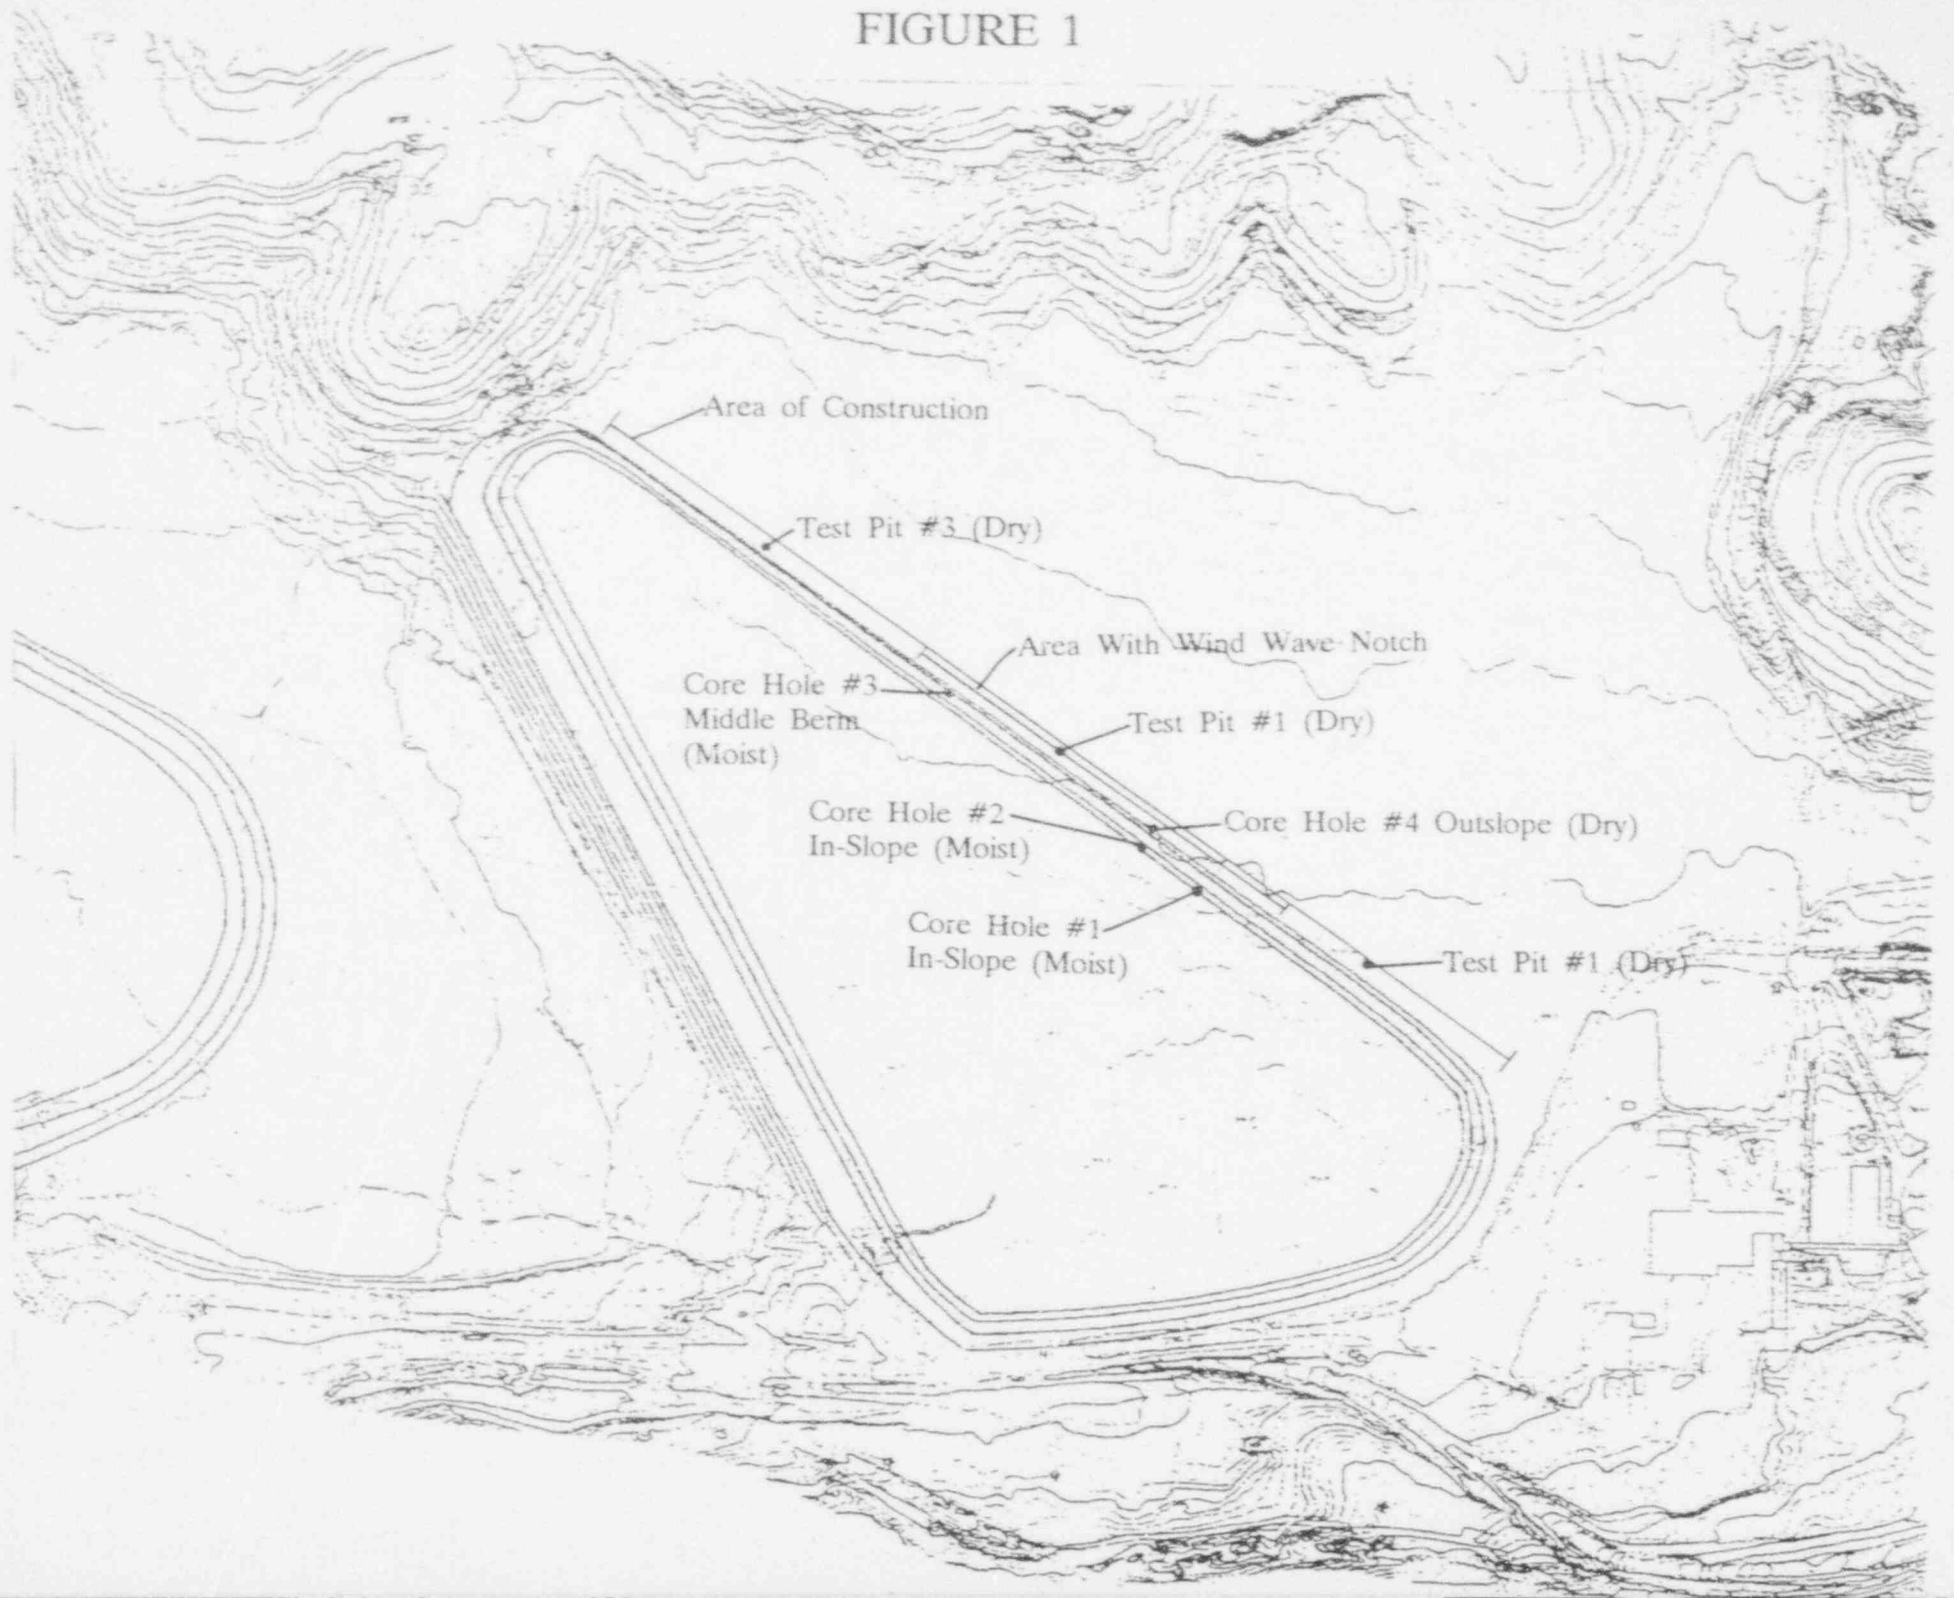 FIGURE 1
Area of Construction
Test Pit #3 (Dry)
Area With Wind Wave Notch
Core Hole #3
Middle Berm
(Moist)
Test Pit #1 (Dry)
Core Hole #2
In-Slope (Moist)
Core Hole #4 Outslope (Dry)
Core Hole #1
In-Slope (Moist)
Test Pit #1 (Dry)